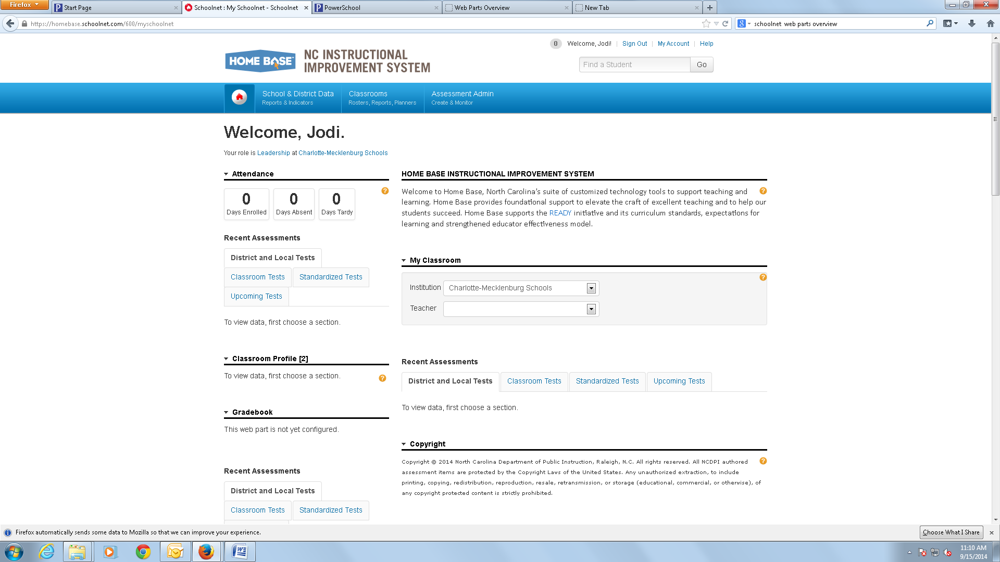 Firefox
Start Page
Schoolnet : My Schoolnet - Schoolnet
PowerSchool
Web Parts Overview
New Tab
https://homebase.schoolnet.com/600/myschoolnet
schoolnet web parts overview
0 Welcome, Jodi! Sign Out My Account Help
HOME BASE
NC INSTRUCTIONAL
IMPROVEMENT SYSTEM
Find a Student Go
School & District Data
Reports & Indicators
Classrooms
Rosters, Reports, Planners
Assessment Admin
Create & Monitor
Welcome, Jodi.
Your role is Leadership at Charlotte-Mecklenburg Schools
Attendance
0 0 0
Days Enrolled Days Absent Days Tardy
Recent Assessments
District and Local Tests
Classroom Tests Standardized Tests
Upcoming Tests
To view data, first choose a section.
Classroom Profile [2]
To view data, first choose a section.
Gradebook
This web part is not yet configured.
Recent Assessments
District and Local Tests
Classroom Tests Standardized Tests
HOME BASE INSTRUCTIONAL IMPROVEMENT SYSTEM
Welcome to Home Base, North Carolina's suite of customized technology tools to support teaching and
learning. Home Base provides foundational support to elevate the craft of excellent teaching and to help our
students succeed. Home Base supports the READY initiative and its curriculum standards, expectations for
learning and strengthened educator effectiveness model.
My Classroom
Institution Charlotte-Mecklenburg Schools
Teacher
Recent Assessments
District and Local Tests Classroom Tests Standardized Tests Upcoming Tests
To view data, first choose a section.
Copyright
Copyright © 2014 North Carolina Department of Public Instruction, Raleigh, N.C. All rights reserved. All NCDPI authored
assessment items are protected by the Copyright Laws of the United States. Any unauthorized extraction, to include
printing, copying, redistribution, reproduction, resale, retransmission, or storage (educational, commercial, or otherwise), of
any copyright protected content is strictly prohibited.
Firefox automatically sends some data to Mozilla so that we can improve your experience.
Choose What I Share
11:10 AM
9/15/2014